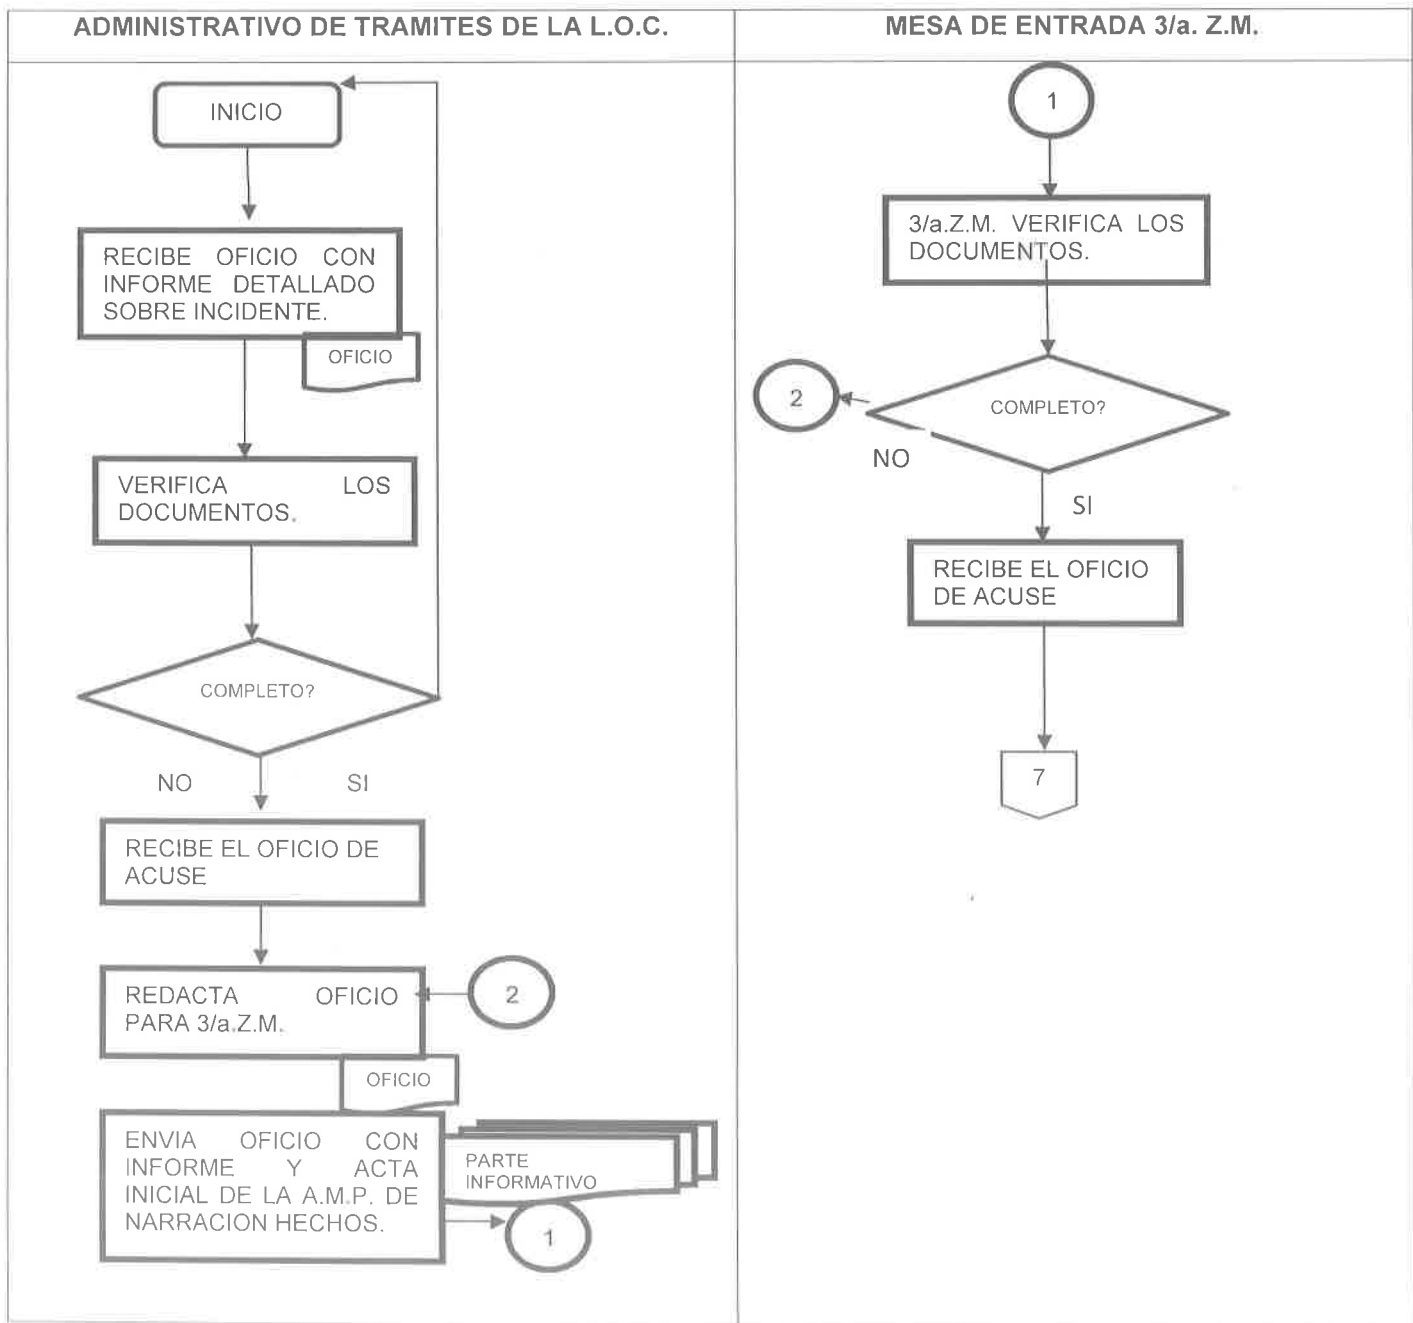 ADMINISTRATIVO DE TRAMITES DE LA L.O.C.
INICIO
RECIBE OFICIO CON
INFORME DETALLADO
SOBRE INCIDENTE.
OFICIO
VERIFICA LOS
DOCUMENTOS.
COMPLETO?
NO SI
RECIBE EL OFICIO DE
ACUSE
REDACTA OFICIO
PARA 3/a.Z.M.
2
OFICIO
ENVIA OFICIO CON
INFORME Y ACTA
INICIAL DE LA A.M.P. DE
NARRACION HECHOS.
PARTE
INFORMATIVO
1
MESA DE ENTRADA 3/a. Z.M.
1
3/a.Z.M. VERIFICA LOS
DOCUMENTOS.
COMPLETO?
2
NO
SI
RECIBE EL OFICIO
DE ACUSE
7